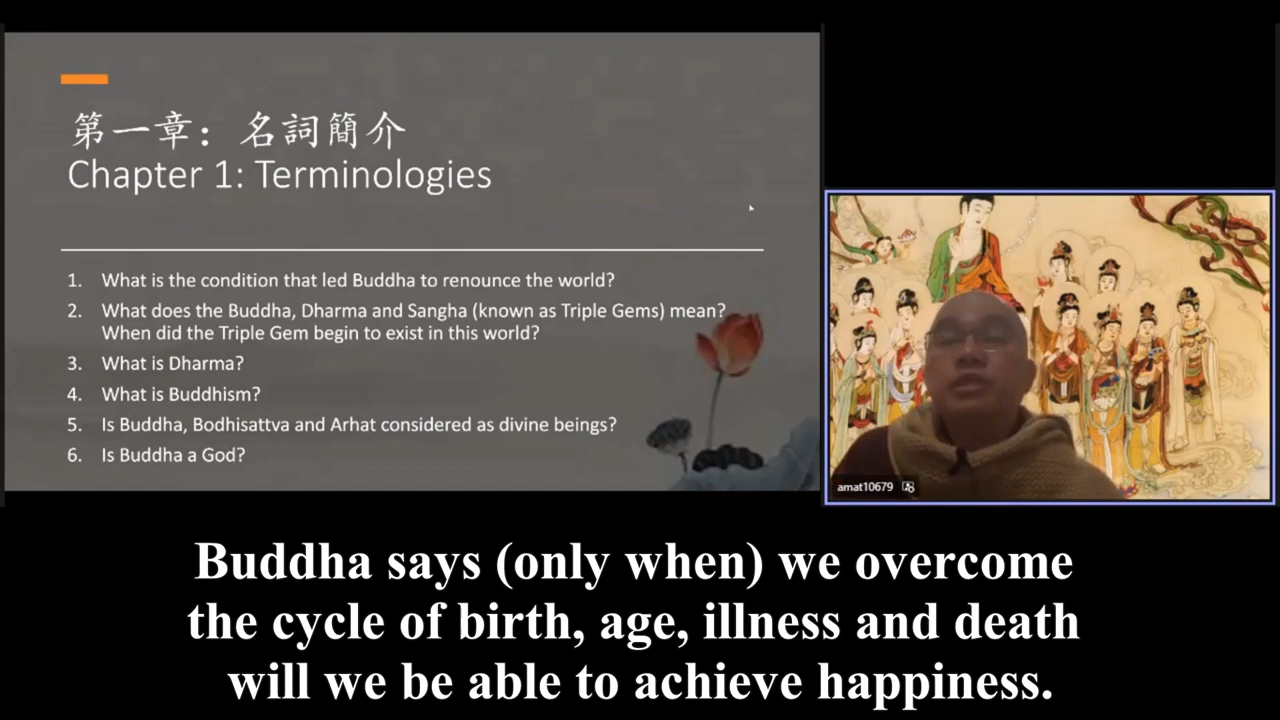 第一章：名詞簡介
Chapter 1: Terminologies
1. What is the condition that led Buddha to renounce the world?
2. What does the Buddha, Dharma and Sangha (known as Triple Gems) mean?
When did the Triple Gem begin to exist in this world?
3. What is Dharma?
4. What is Buddhism?
5. Is Buddha, Bodhisattva and Arhat considered as divine beings?
6. Is Buddha a God?
amat10679
Buddha says (only when) we overcome
the cycle of birth, age, illness and death
will we be able to achieve happiness.